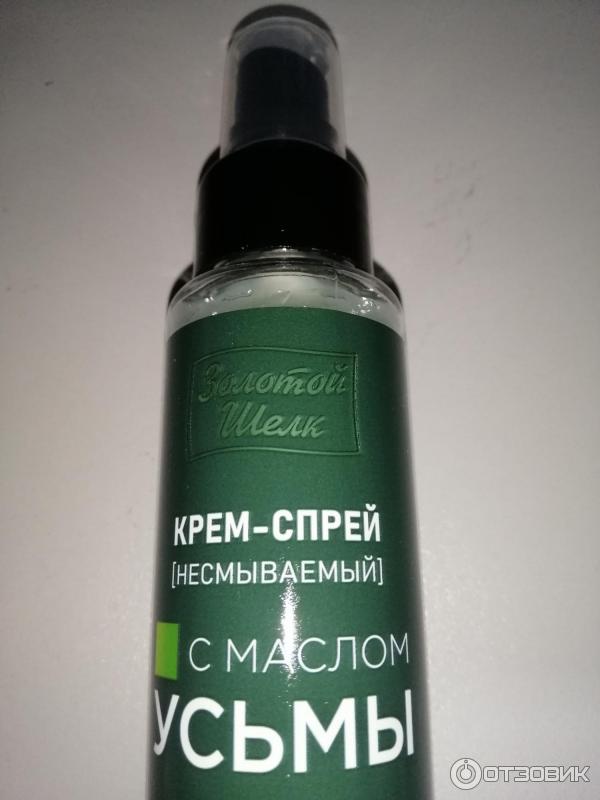 Золотой
Шелк
КРЕМ-СПРЕЙ
[НЕСМЫВАЕМЫЙ]
С МАСЛОМ
УСЬМЫ
ОТЗОВИК